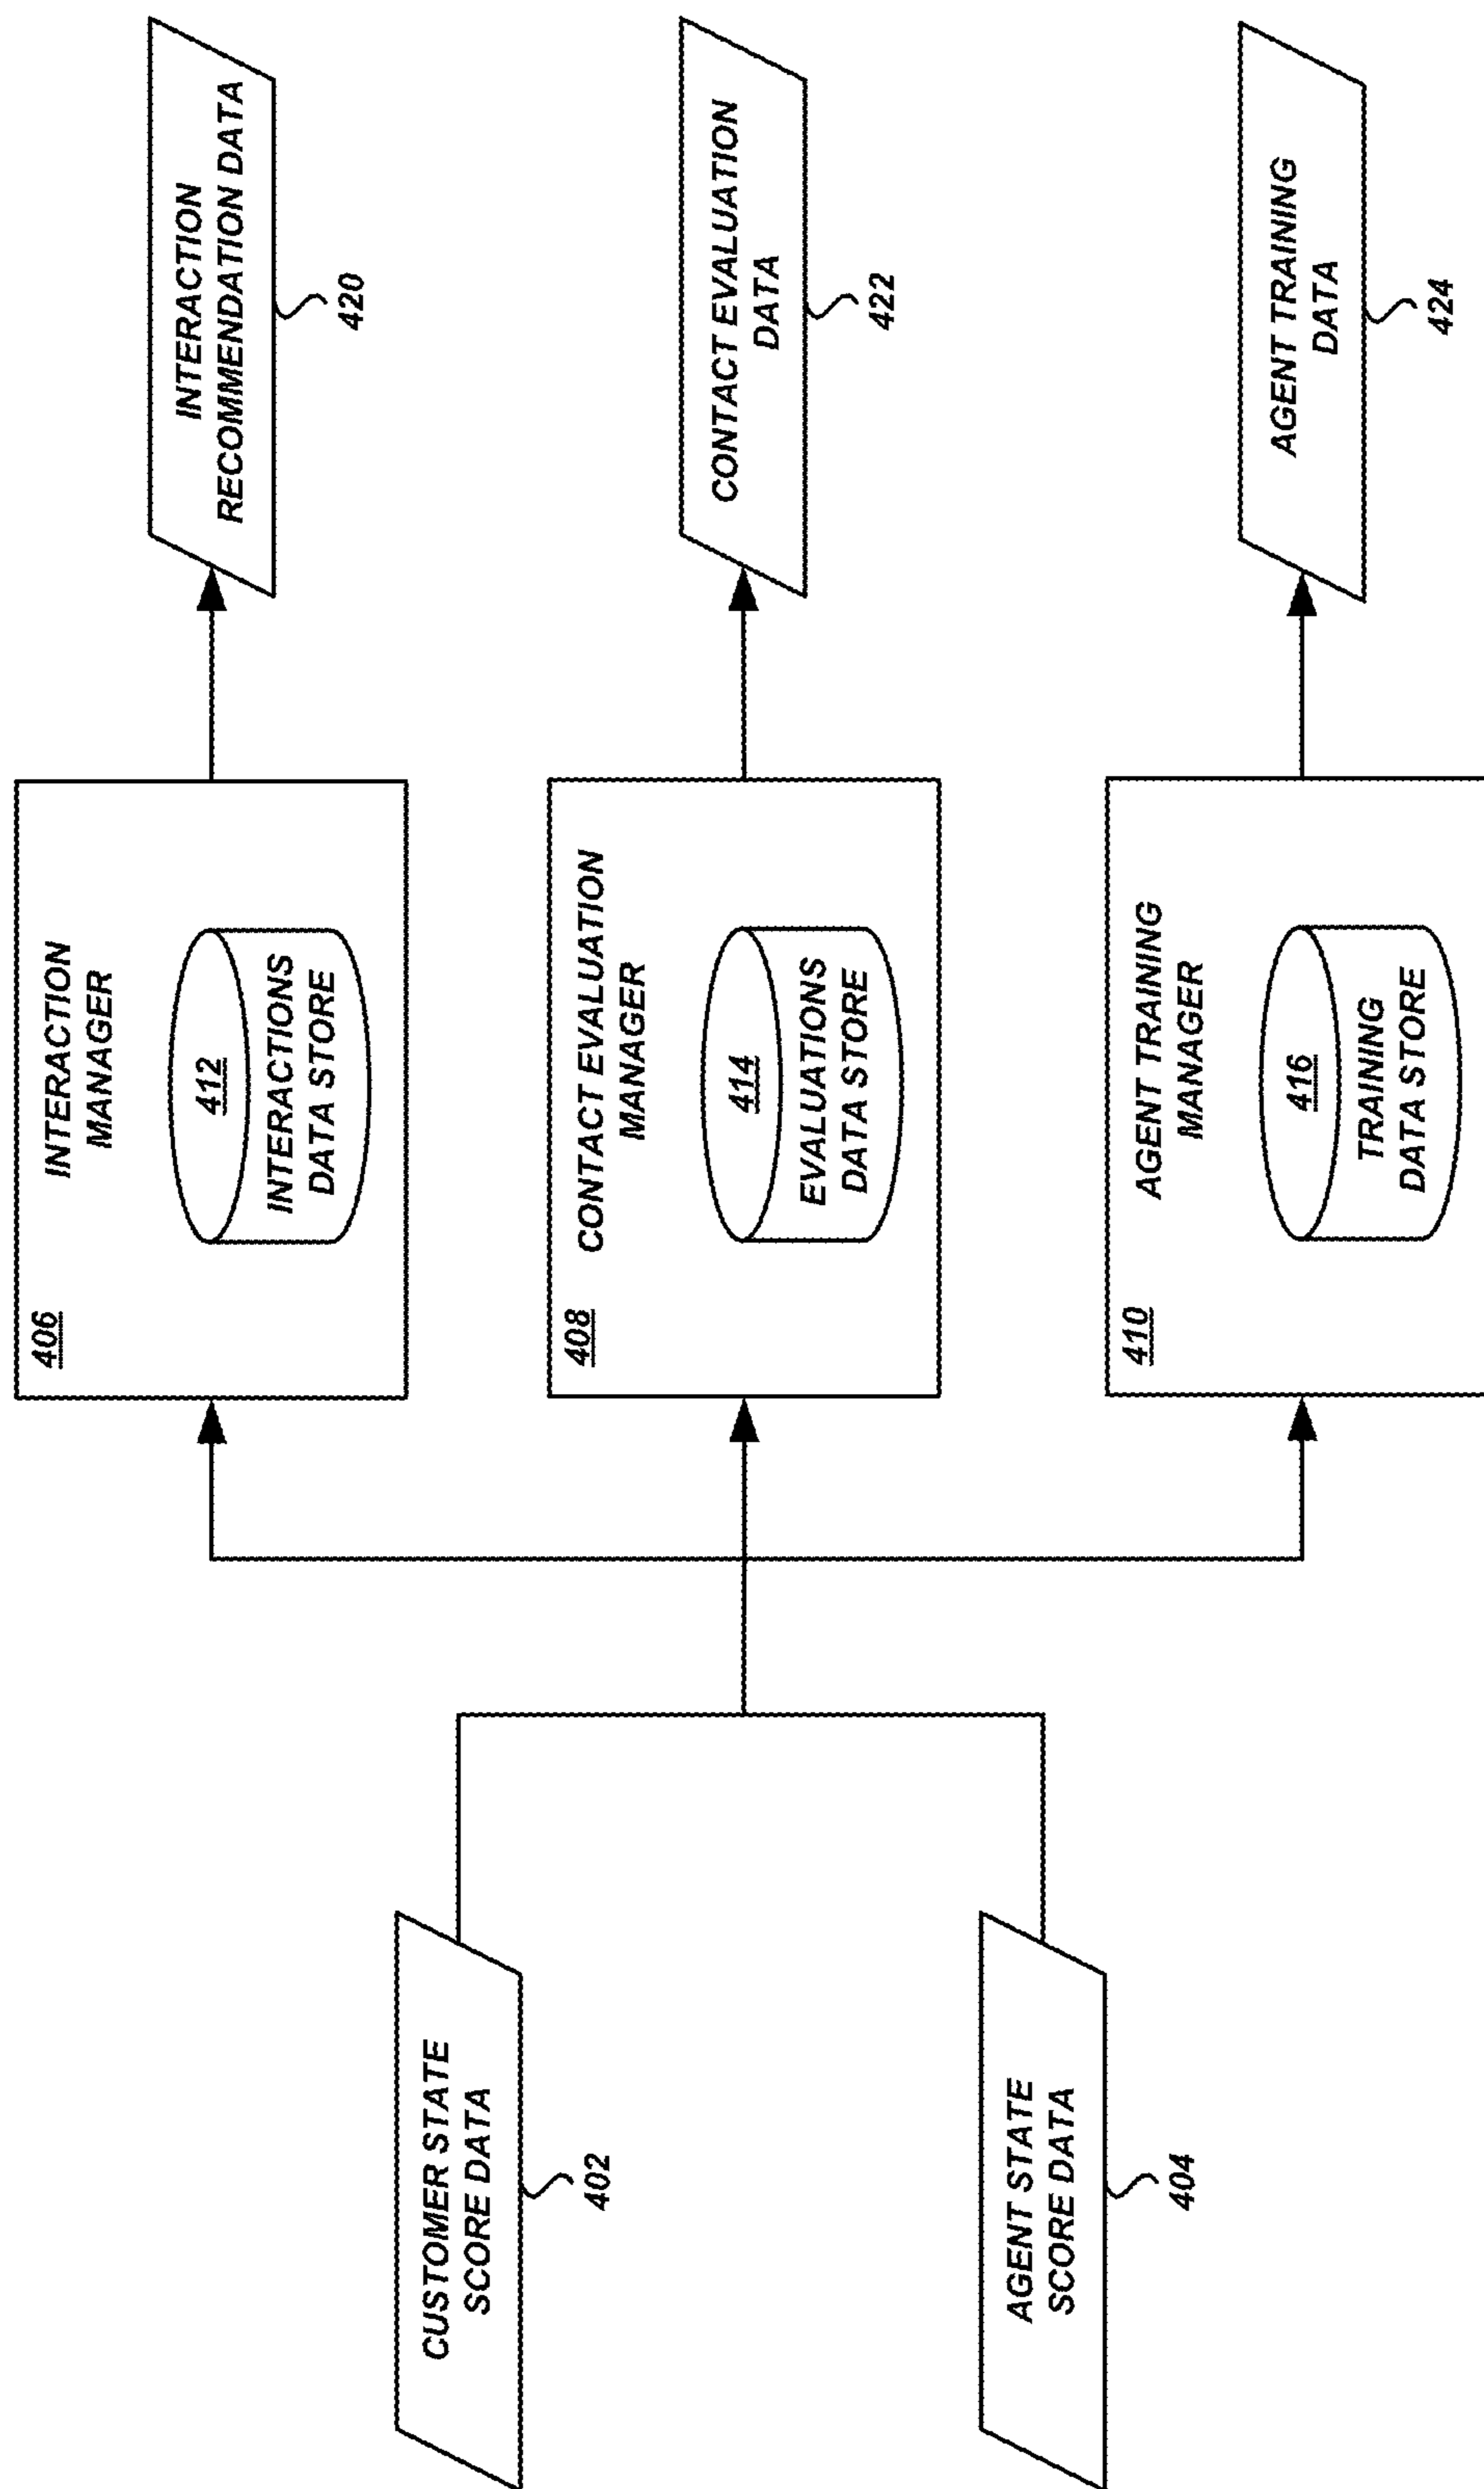 CUSTOMER STATE
SCORE DATA
402
AGENT STATE
SCORE DATA
404
406
INTERACTION
MANAGER
412
INTERACTIONS
DATA STORE
408
CONTACT EVALUATION
MANAGER
414
EVALUATIONS
DATA STORE
410
AGENT TRAINING
MANAGER
416
TRAINING
DATA STORE
INTERACTION
RECOMMENDATION DATA
420
CONTACT EVALUATION
DATA
422
AGENT TRAINING
DATA
424